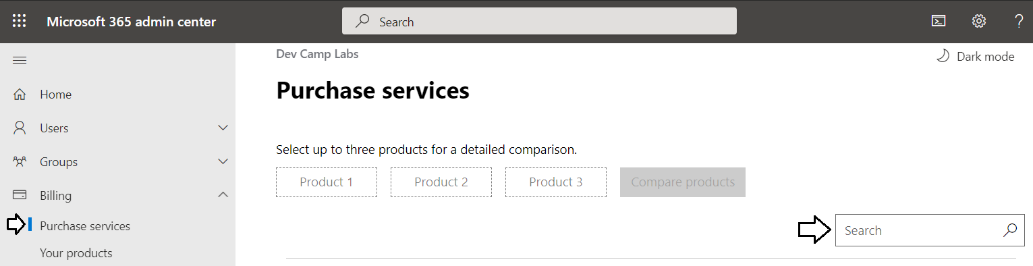 Microsoft 365 admin center
Search
Dev Camp Labs
Dark mode
Home
Purchase services
Users
Groups
Select up to three products for a detailed comparison.
Product 1 Product 2 Product 3 Compare products
Billing
Purchase services
Search
Your products